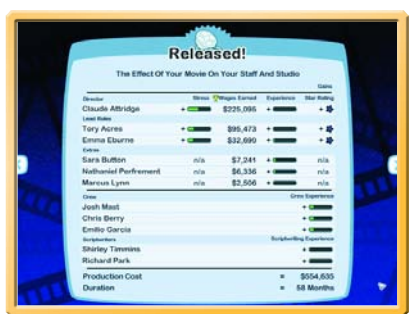 Released!
The Effect Of Your Movie On Your Staff And Studio
Gains
Director Stress Wages Earned Experience Star Rating
Claude Attridge + $225,095 + +
Lead Roles
Tory Acres + $95,473 + +
Emma Eburne + $32,690 + +
Extras
Sara Button n/a $7,241 + n/a
Nathaniel Perfrement n/a $6,336 + n/a
Marcus Lynn n/a $2,506 + n/a
Crew Crew Experience
Josh Mast +
Chris Berry +
Emilio Garcia +
Scriptwriters Scriptwriting Experience
Shirley Timmins +
Richard Park +
Production Cost = $554,635
Duration = 58 Months